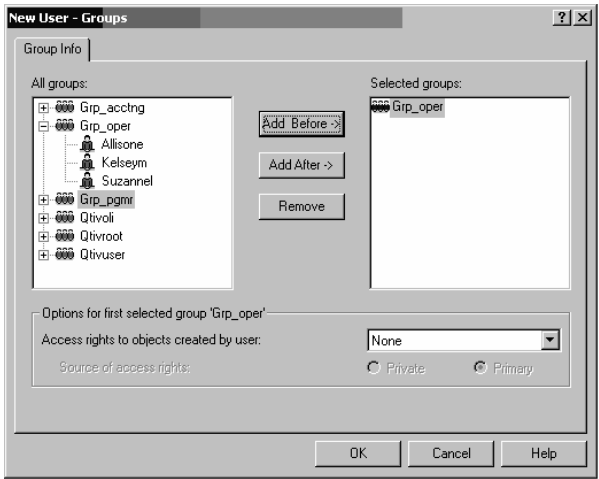 New User - Groups
Group Info
All groups:
Selected groups:
Grp_acctng
Grp_oper
Allisone
Kelseym
Suzannel
Grp_pgmr
Qtivoli
Qtivroot
Qtivuser
Add Before ->
Add After ->
Remove
Grp_oper
Options for first selected group 'Grp_oper'
Access rights to objects created by user:
None
Source of access rights:
Private
Primary
OK
Cancel
Help